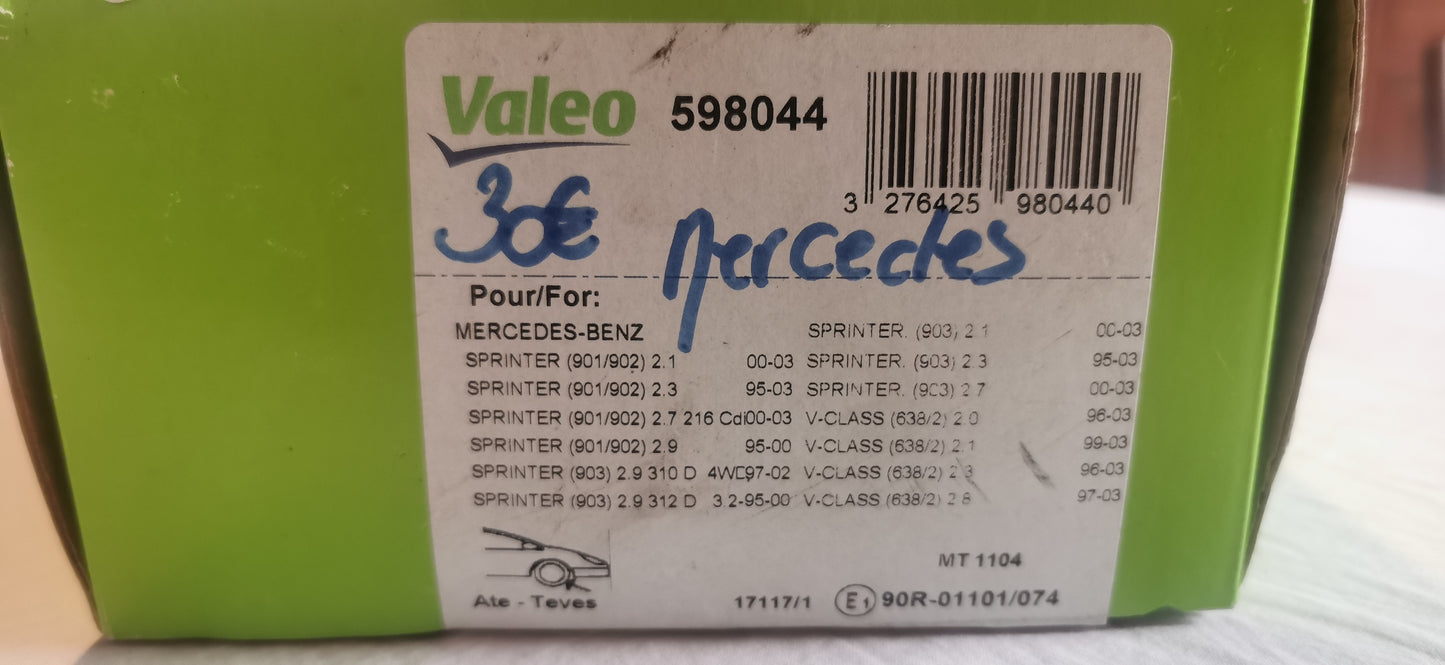 Valeo 598044
3 276425 980440
30€ Mercedes
Pour/For:
MERCEDES-BENZ SPRINTER. (903) 2.1 00-03
SPRINTER (901/902) 2.1 00-03 SPRINTER. (903) 2.3 95-03
SPRINTER (901/902) 2.3 95-03 SPRINTER. (903) 2.7 00-03
SPRINTER (901/902) 2.7 216 Cdi00-03 V-CLASS (638/2) 2.0 96-03
SPRINTER (901/902) 2.9 95-00 V-CLASS (638/2) 2.1 99-03
SPRINTER (903) 2.9 310 D 4WD97-02 V-CLASS (638/2) 2.3 96-03
SPRINTER (903) 2.9 312 D 3.2-95-00 V-CLASS (638/2) 2.8 97-03
MT 1104
Ate - Teves 17117/1 E1 90R-01101/074